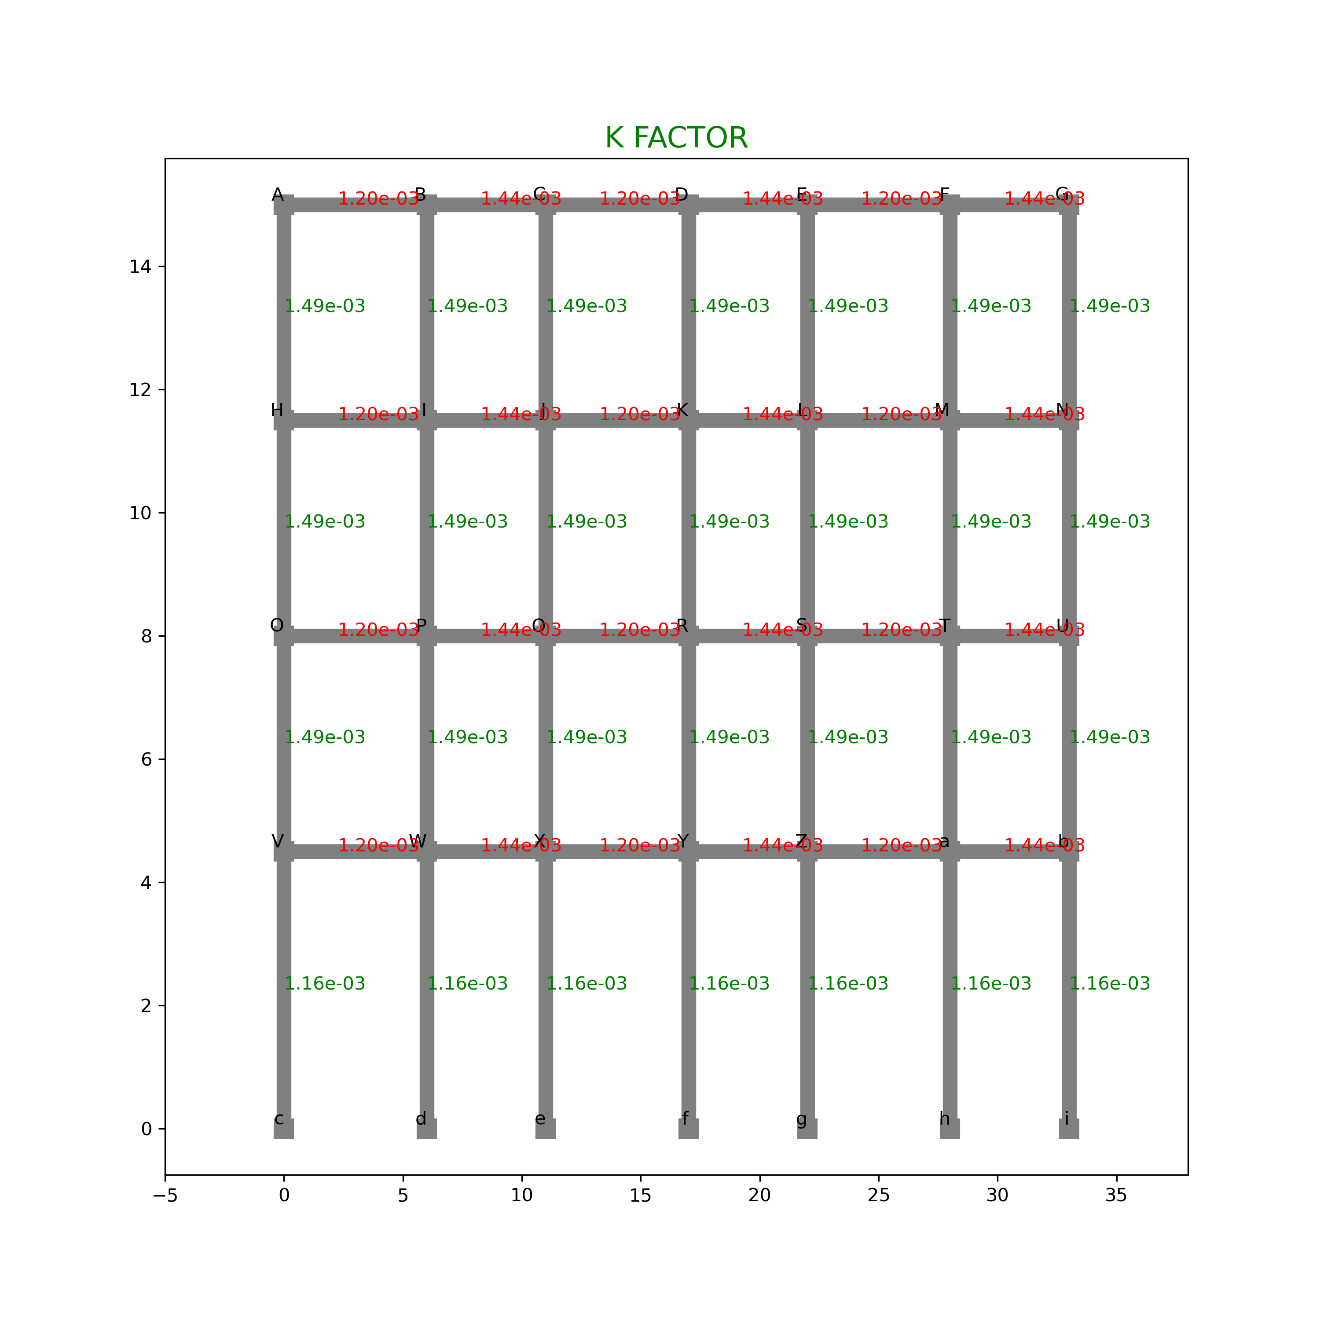 K FACTOR
A 1.20e-03 B 1.44e-03 C 1.20e-03 D 1.44e-03 E 1.20e-03 F 1.44e-03 G
14
1.49e-03 1.49e-03 1.49e-03 1.49e-03 1.49e-03 1.49e-03 1.49e-03
12
H 1.20e-03 I 1.44e-03 J 1.20e-03 K 1.44e-03 L 1.20e-03 M 1.44e-03 N
10
1.49e-03 1.49e-03 1.49e-03 1.49e-03 1.49e-03 1.49e-03 1.49e-03
O 1.20e-03 P 1.44e-03 Q 1.20e-03 R 1.44e-03 S 1.20e-03 T 1.44e-03 U
8
1.49e-03 1.49e-03 1.49e-03 1.49e-03 1.49e-03 1.49e-03 1.49e-03
6
V 1.20e-03 W 1.44e-03 X 1.20e-03 Y 1.44e-03 Z 1.20e-03 a 1.44e-03 b
4
1.16e-03 1.16e-03 1.16e-03 1.16e-03 1.16e-03 1.16e-03 1.16e-03
2
c d e f g h i
0
−5 0 5 10 15 20 25 30 35